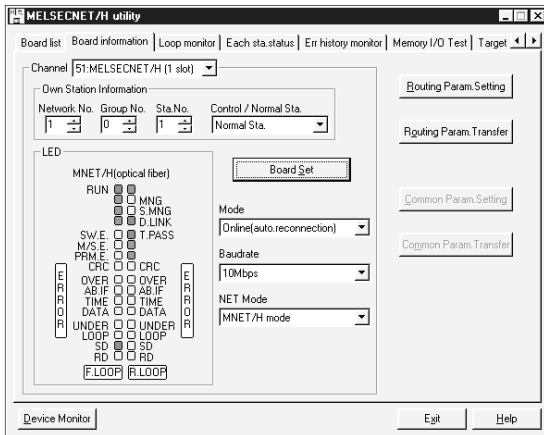 MELSECNET/H utility
Board list Board information Loop monitor Each sta.status Err history monitor Memory I/O Test Target
Channel 51:MELSECNET/H (1 slot)
Own Station Information
Network No. Group No. Sta.No. Control / Normal Sta.
1 0 1 Normal Sta.
Routing Param.Setting
Routing Param.Transfer
Common Param.Setting
Common Param.Transfer
LED
MNET/H(optical fiber)
RUN
MNG
S.MNG
D.LINK
SW.E. T.PASS
M/S.E.
PRM.E.
CRC CRC
OVER OVER
AB.IF AB.IF
TIME TIME
DATA DATA
UNDER UNDER
LOOP LOOP
SD SD
RD RD
ERROR ERROR
F.LOOP R.LOOP
Board Set
Mode
Online(auto.reconnection)
Baudrate
10Mbps
NET Mode
MNET/H mode
Device Monitor Exit Help